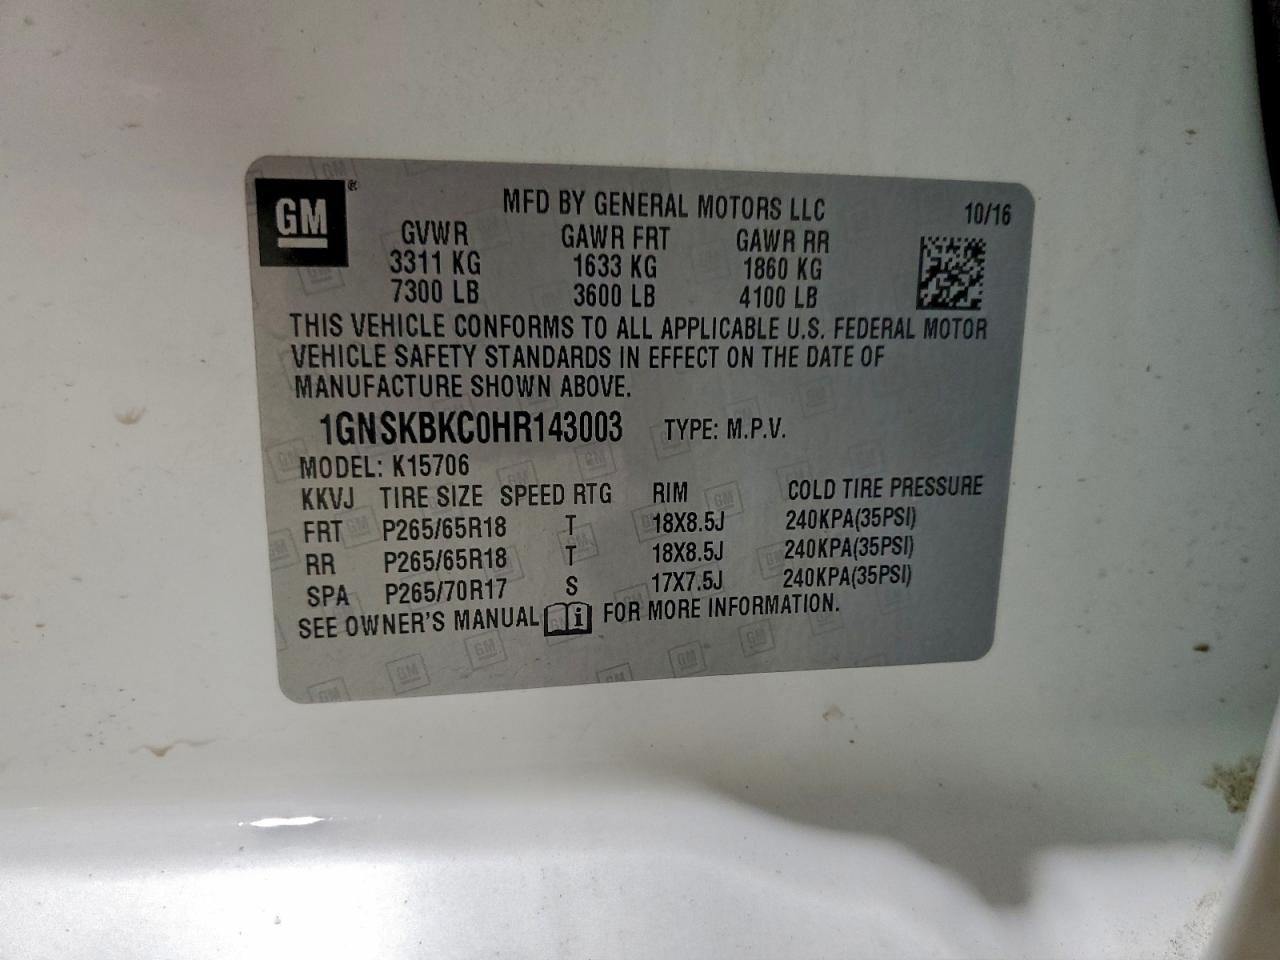 GM ®
MFD BY GENERAL MOTORS LLC 10/16
GVWR GAWR FRT GAWR RR
3311 KG 1633 KG 1860 KG
7300 LB 3600 LB 4100 LB
THIS VEHICLE CONFORMS TO ALL APPLICABLE U.S. FEDERAL MOTOR
VEHICLE SAFETY STANDARDS IN EFFECT ON THE DATE OF
MANUFACTURE SHOWN ABOVE.
1GNSKBKC0HR143003 TYPE: M.P.V.
MODEL: K15706
KKVJ TIRE SIZE SPEED RTG RIM COLD TIRE PRESSURE
FRT P265/65R18 T 18X8.5J 240KPA(35PSI)
RR P265/65R18 T 18X8.5J 240KPA(35PSI)
SPA P265/70R17 S 17X7.5J 240KPA(35PSI)
SEE OWNER'S MANUAL i FOR MORE INFORMATION.